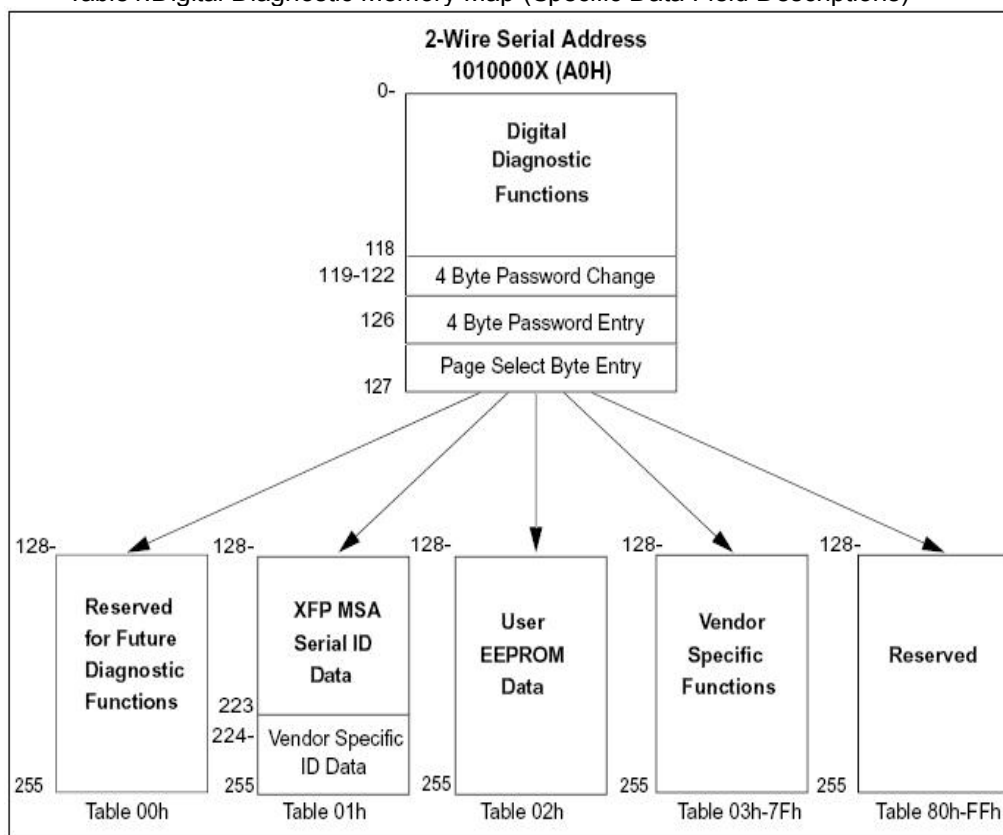 Table1.Digital Diagnostic Memory Map (Specific Data Field Descriptions)
2-Wire Serial Address
1010000X (A0H)
0-
Digital
Diagnostic
Functions
118
119-122
4 Byte Password Change
126
4 Byte Password Entry
Page Select Byte Entry
127
128-
Reserved
for Future
Diagnostic
Functions
255
Table 00h
128-
XFP MSA
Serial ID
Data
223
224-
Vendor Specific
ID Data
255
Table 01h
128-
User
EEPROM
Data
255
Table 02h
128-
Vendor
Specific
Functions
255
Table 03h-7Fh
128-
Reserved
255
Table 80h-FFh